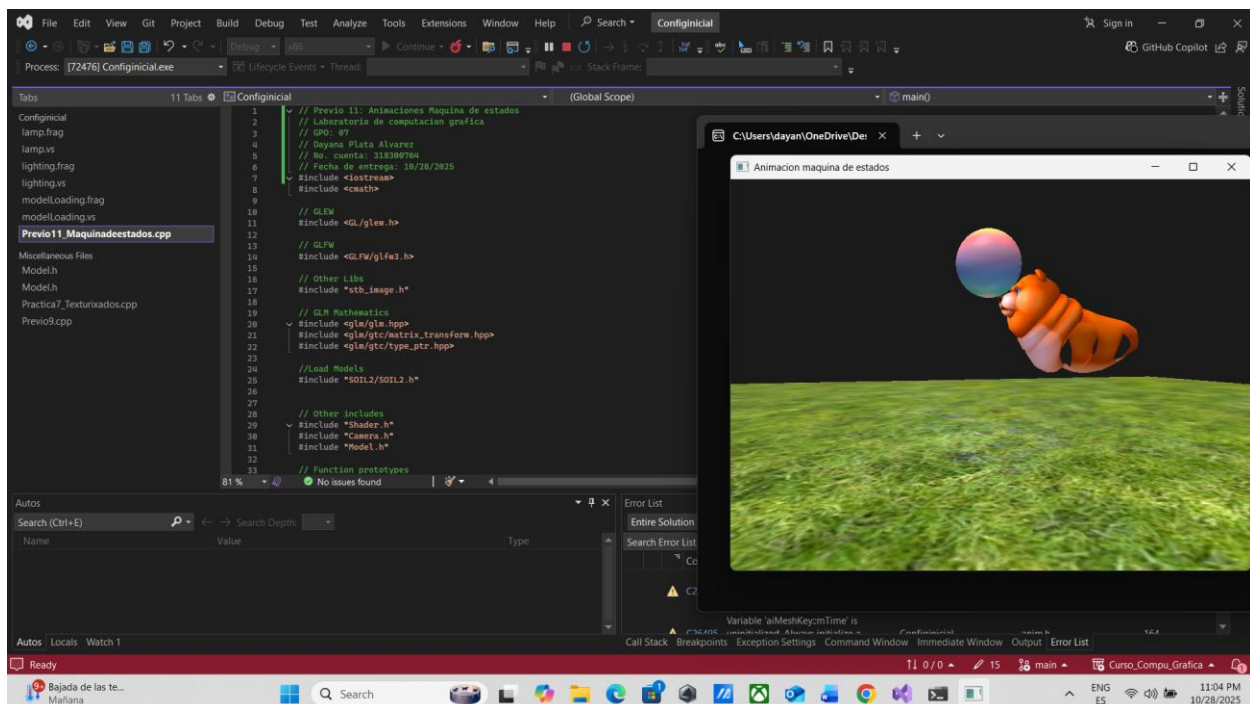 File Edit View Git Project Build Debug Test Analyze Tools Extensions Window Help Search Configinicial Sign in
Debug x86 Continue GitHub Copilot
Process: [72476] Configinicial.exe Lifecycle Events Thread: Stack Frame:
Tabs 11 Tabs Configinicial (Global Scope) main()
Configinicial
lamp.frag
lamp.vs
lighting.frag
lighting.vs
modelLoading.frag
modelLoading.vs
Previo11_Maquinadeestados.cpp
Miscellaneous Files
Model.h
Model.h
Practica7_Texturixados.cpp
Previo9.cpp
1 // Previo 11: Animaciones Maquina de estados
2 // Laboratorio de computacion grafica
3 // GPO: 07
4 // Dayana Plata Alvarez
5 // No. cuenta: 318300764
6 // Fecha de entrega: 10/28/2025
7 #include <iostream>
8 #include <cmath>
9
10 // GLEW
11 #include <GL/glew.h>
12
13 // GLFW
14 #include <GLFW/glfw3.h>
15
16 // Other Libs
17 #include "stb_image.h"
18
19 // GLM Mathematics
20 #include <glm/glm.hpp>
21 #include <glm/gtc/matrix_transform.hpp>
22 #include <glm/gtc/type_ptr.hpp>
23
24 //Load Models
25 #include "SOIL2/SOIL2.h"
26
27
28 // Other includes
29 #include "Shader.h"
30 #include "Camera.h"
31 #include "Model.h"
32
33 // Function prototypes
81 % No issues found
C:\Users\dayan\OneDrive\De
Animacion maquina de estados
Autos
Search (Ctrl+E) Search Depth:
Name Value Type
Autos Locals Watch 1
Error List
Entire Solution
Search Error List
Co
C2
Variable 'aiMeshKey::mTime' is
C26495 uninitialized. Always initialize a Configinicial anim.h 164
Call Stack Breakpoints Exception Settings Command Window Immediate Window Output Error List
Ready 0 / 0 15 main Curso_Compu_Grafica
Bajada de las te...
Mañana
Search
ENG
ES
11:04 PM
10/28/2025